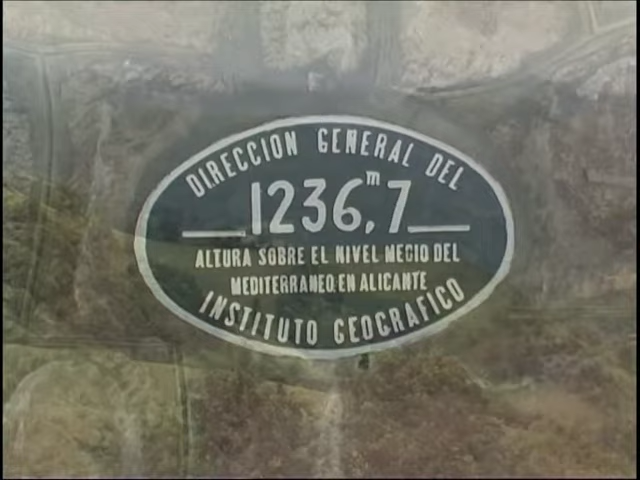 DIRECCION GENERAL DEL
1236,m7
ALTURA SOBRE EL NIVEL MEDIO DEL
MEDITERRANEO EN ALICANTE
INSTITUTO GEOGRAFICO